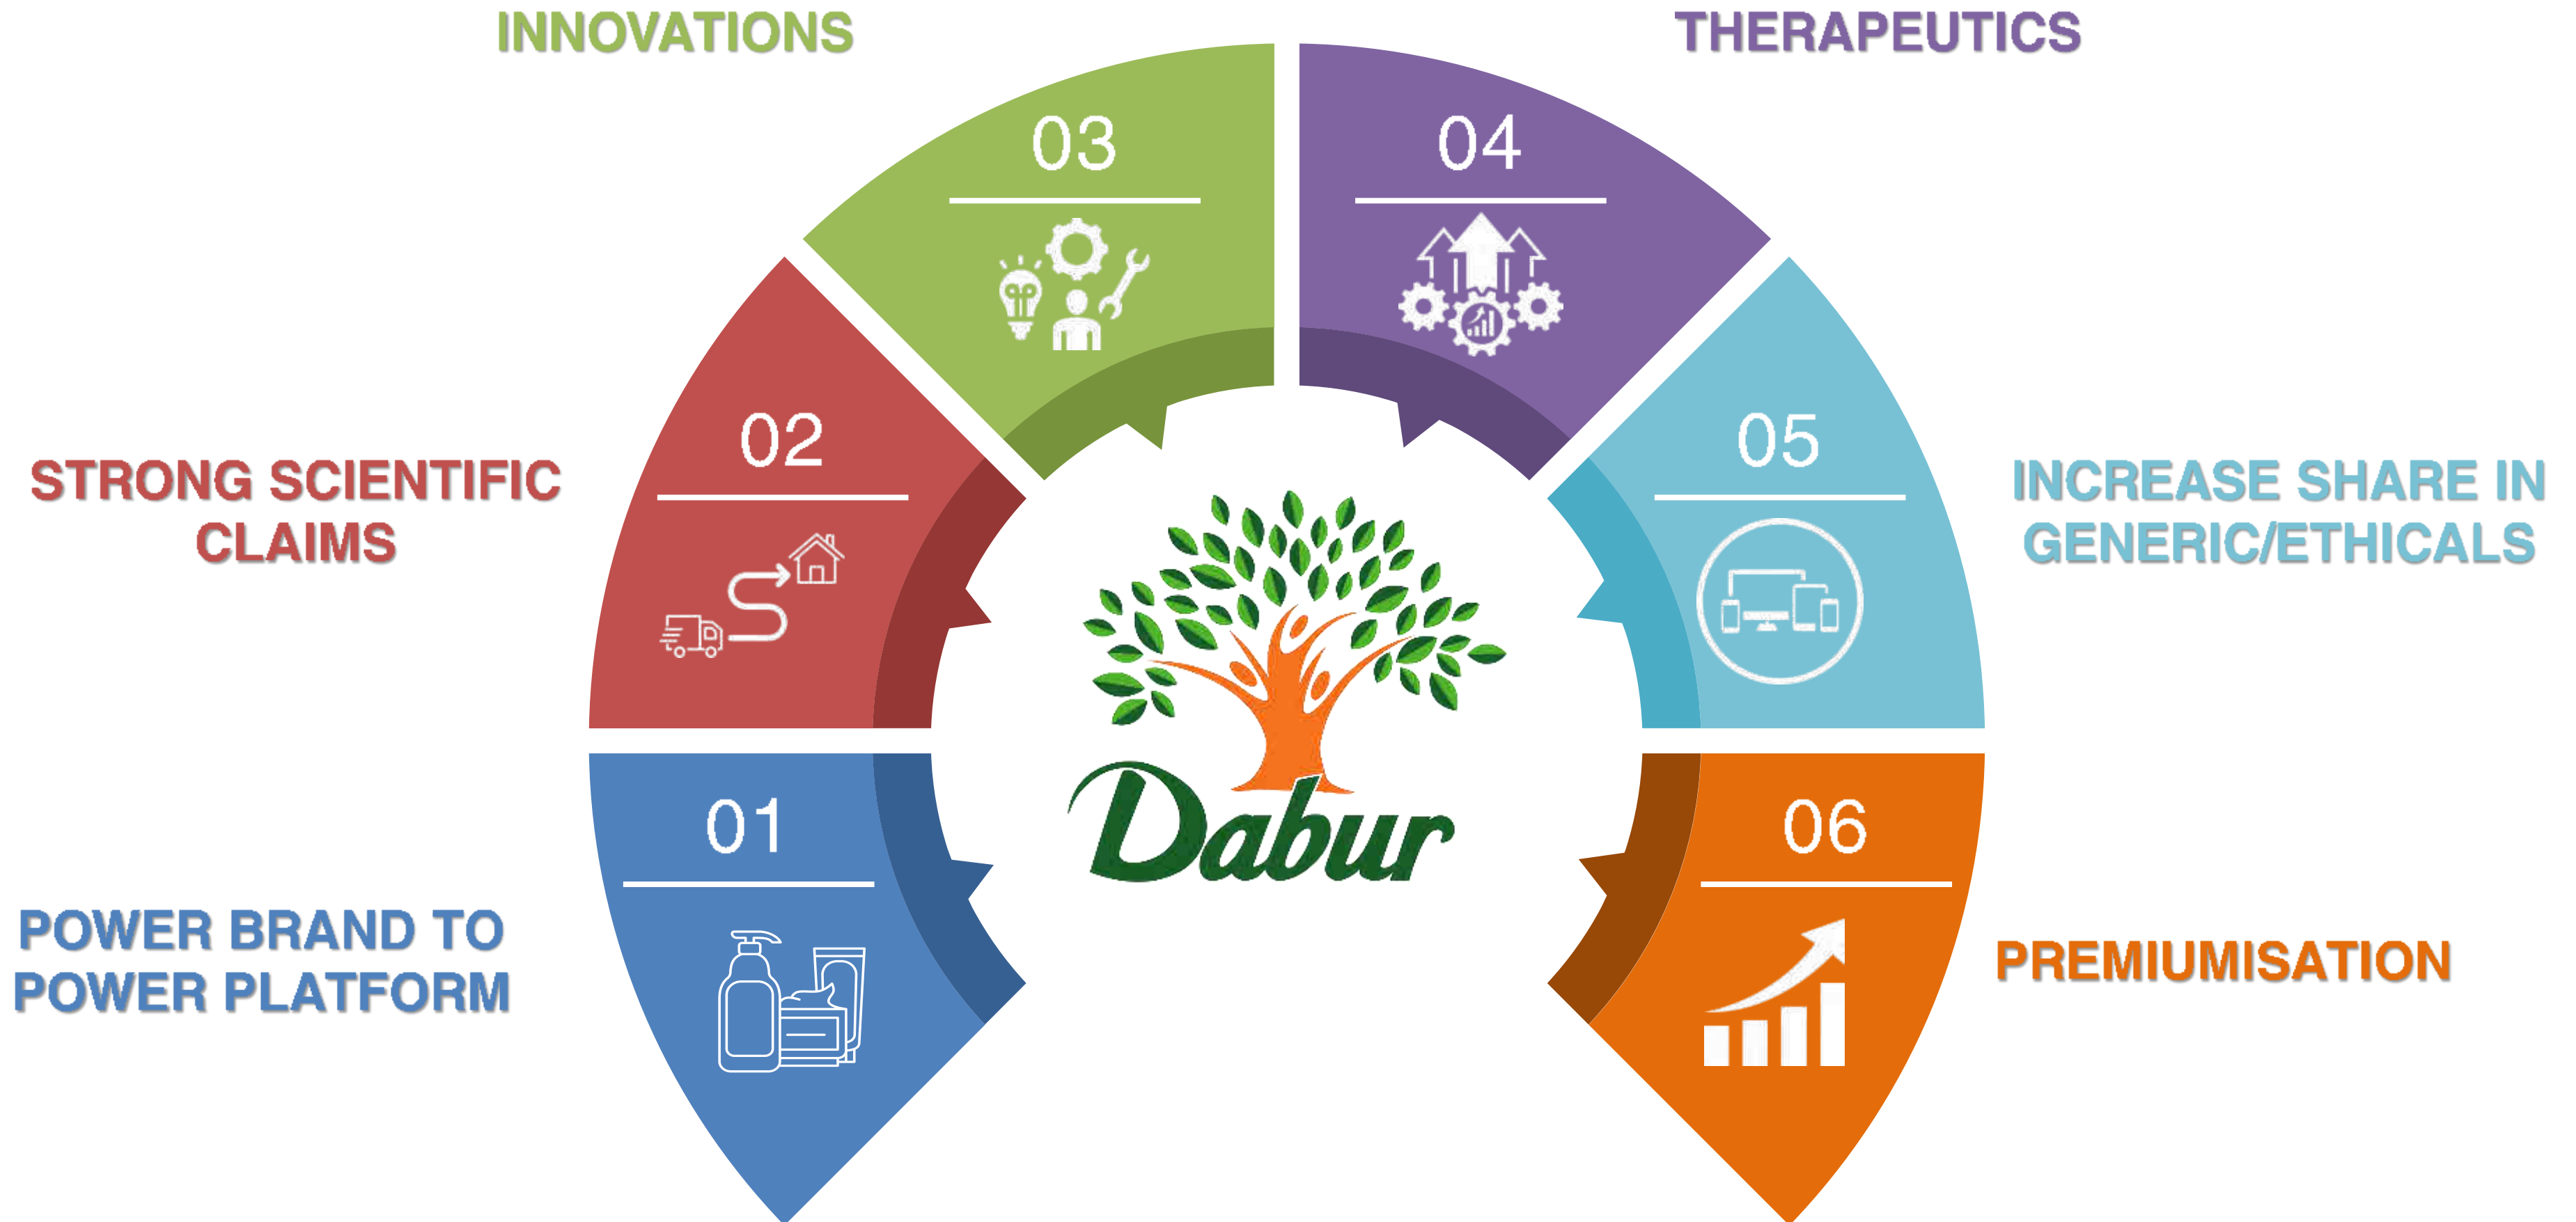 01
POWER BRAND TO
POWER PLATFORM
02
STRONG SCIENTIFIC
CLAIMS
03
INNOVATIONS
04
THERAPEUTICS
05
INCREASE SHARE IN
GENERIC/ETHICALS
06
PREMIUMISATION
Dabur